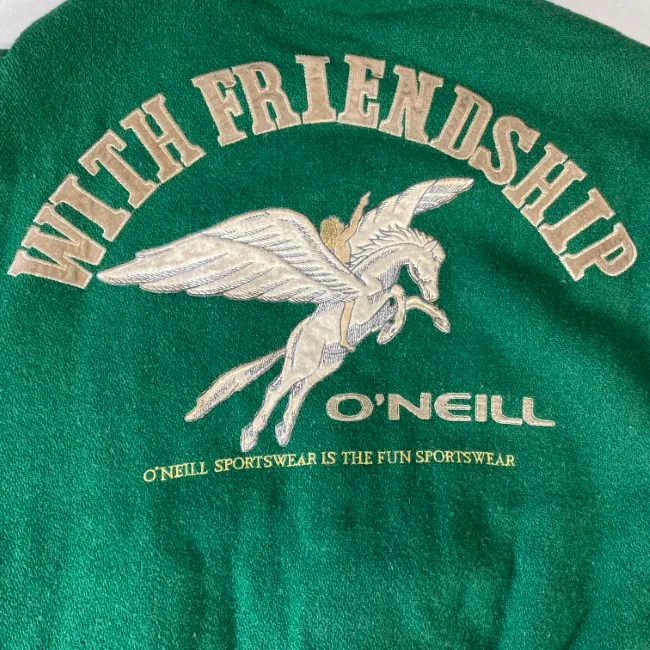 WITH FRIENDSHIP
O'NEILL
O'NEILL SPORTSWEAR IS THE FUN SPORTSWEAR